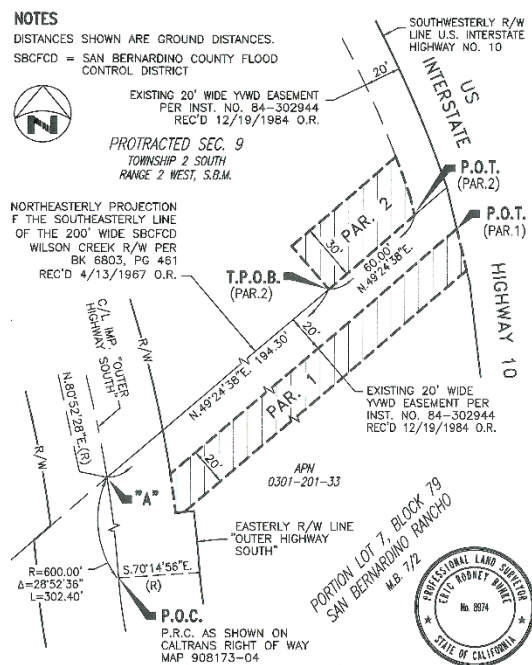 NOTES
DISTANCES SHOWN ARE GROUND DISTANCES.
SBCFCD = SAN BERNARDINO COUNTY FLOOD
CONTROL DISTRICT
SOUTHWESTERLY R/W
LINE U.S. INTERSTATE
HIGHWAY NO. 10
20'
EXISTING 20' WIDE YVWD EASEMENT
PER INST. NO. 84-302944
REC'D 12/19/1984 O.R.
US
INTERSTATE
HIGHWAY 10
N
PROTRACTED SEC. 9
TOWNSHIP 2 SOUTH
RANGE 2 WEST, S.B.M.
P.O.T.
(PAR.2)
P.O.T.
(PAR.1)
NORTHEASTERLY PROJECTION
F THE SOUTHEASTERLY LINE
OF THE 200' WIDE SBCFCD
WILSON CREEK R/W PER
BK 6803, PG 461
REC'D 4/13/1967 O.R.
PAR. 2
30'
60.00'
N.49°24'38"E.
T.P.O.B.
(PAR.2)
C/L IMP. "OUTER
HIGHWAY SOUTH"
R/W
N.80°52'28"E.(R)
N.49°24'38"E. 194.30'
20'
PAR. 1
20'
EXISTING 20' WIDE
YVWD EASEMENT PER
INST. NO. 84-302944
REC'D 12/19/1984 O.R.
R/W
APN
0301-201-33
"A"
EASTERLY R/W LINE
"OUTER HIGHWAY
SOUTH"
R=600.00'
Δ=28°52'36"
L=302.40'
S.70°14'56"E.
(R)
P.O.C.
P.R.C. AS SHOWN ON
CALTRANS RIGHT OF WAY
MAP 908173-04
PORTION LOT 7, BLOCK 79
SAN BERNARDINO RANCHO
M.B. 7/2
PROFESSIONAL LAND SURVEYOR
ERIC RODNEY BUNKE
No. 8974
STATE OF CALIFORNIA